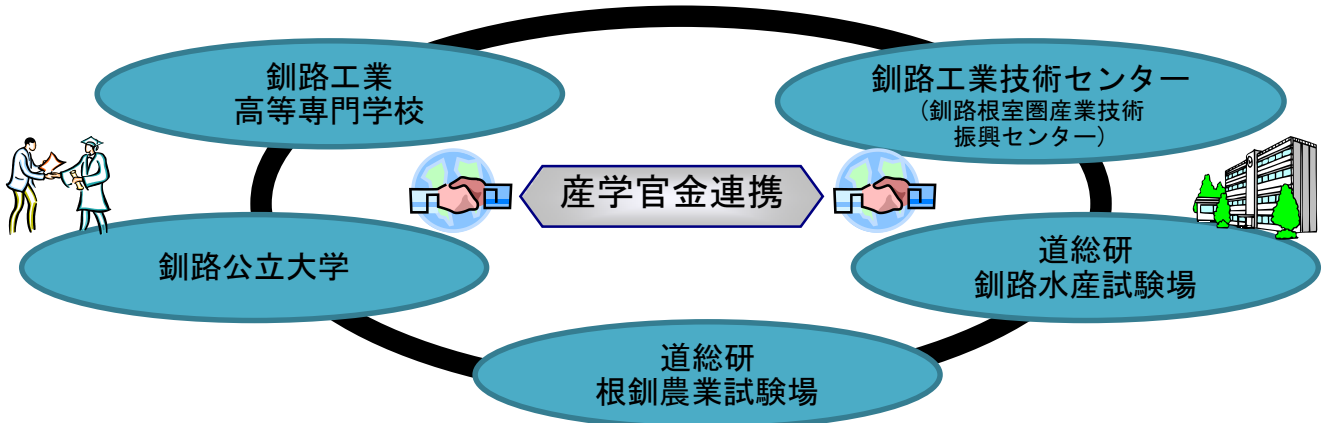 釧路工業
高等専門学校
釧路工業技術センター
（釧路根室圏産業技術
振興センター）
産学官金連携
釧路公立大学
道総研
釧路水産試験場
道総研
根釧農業試験場